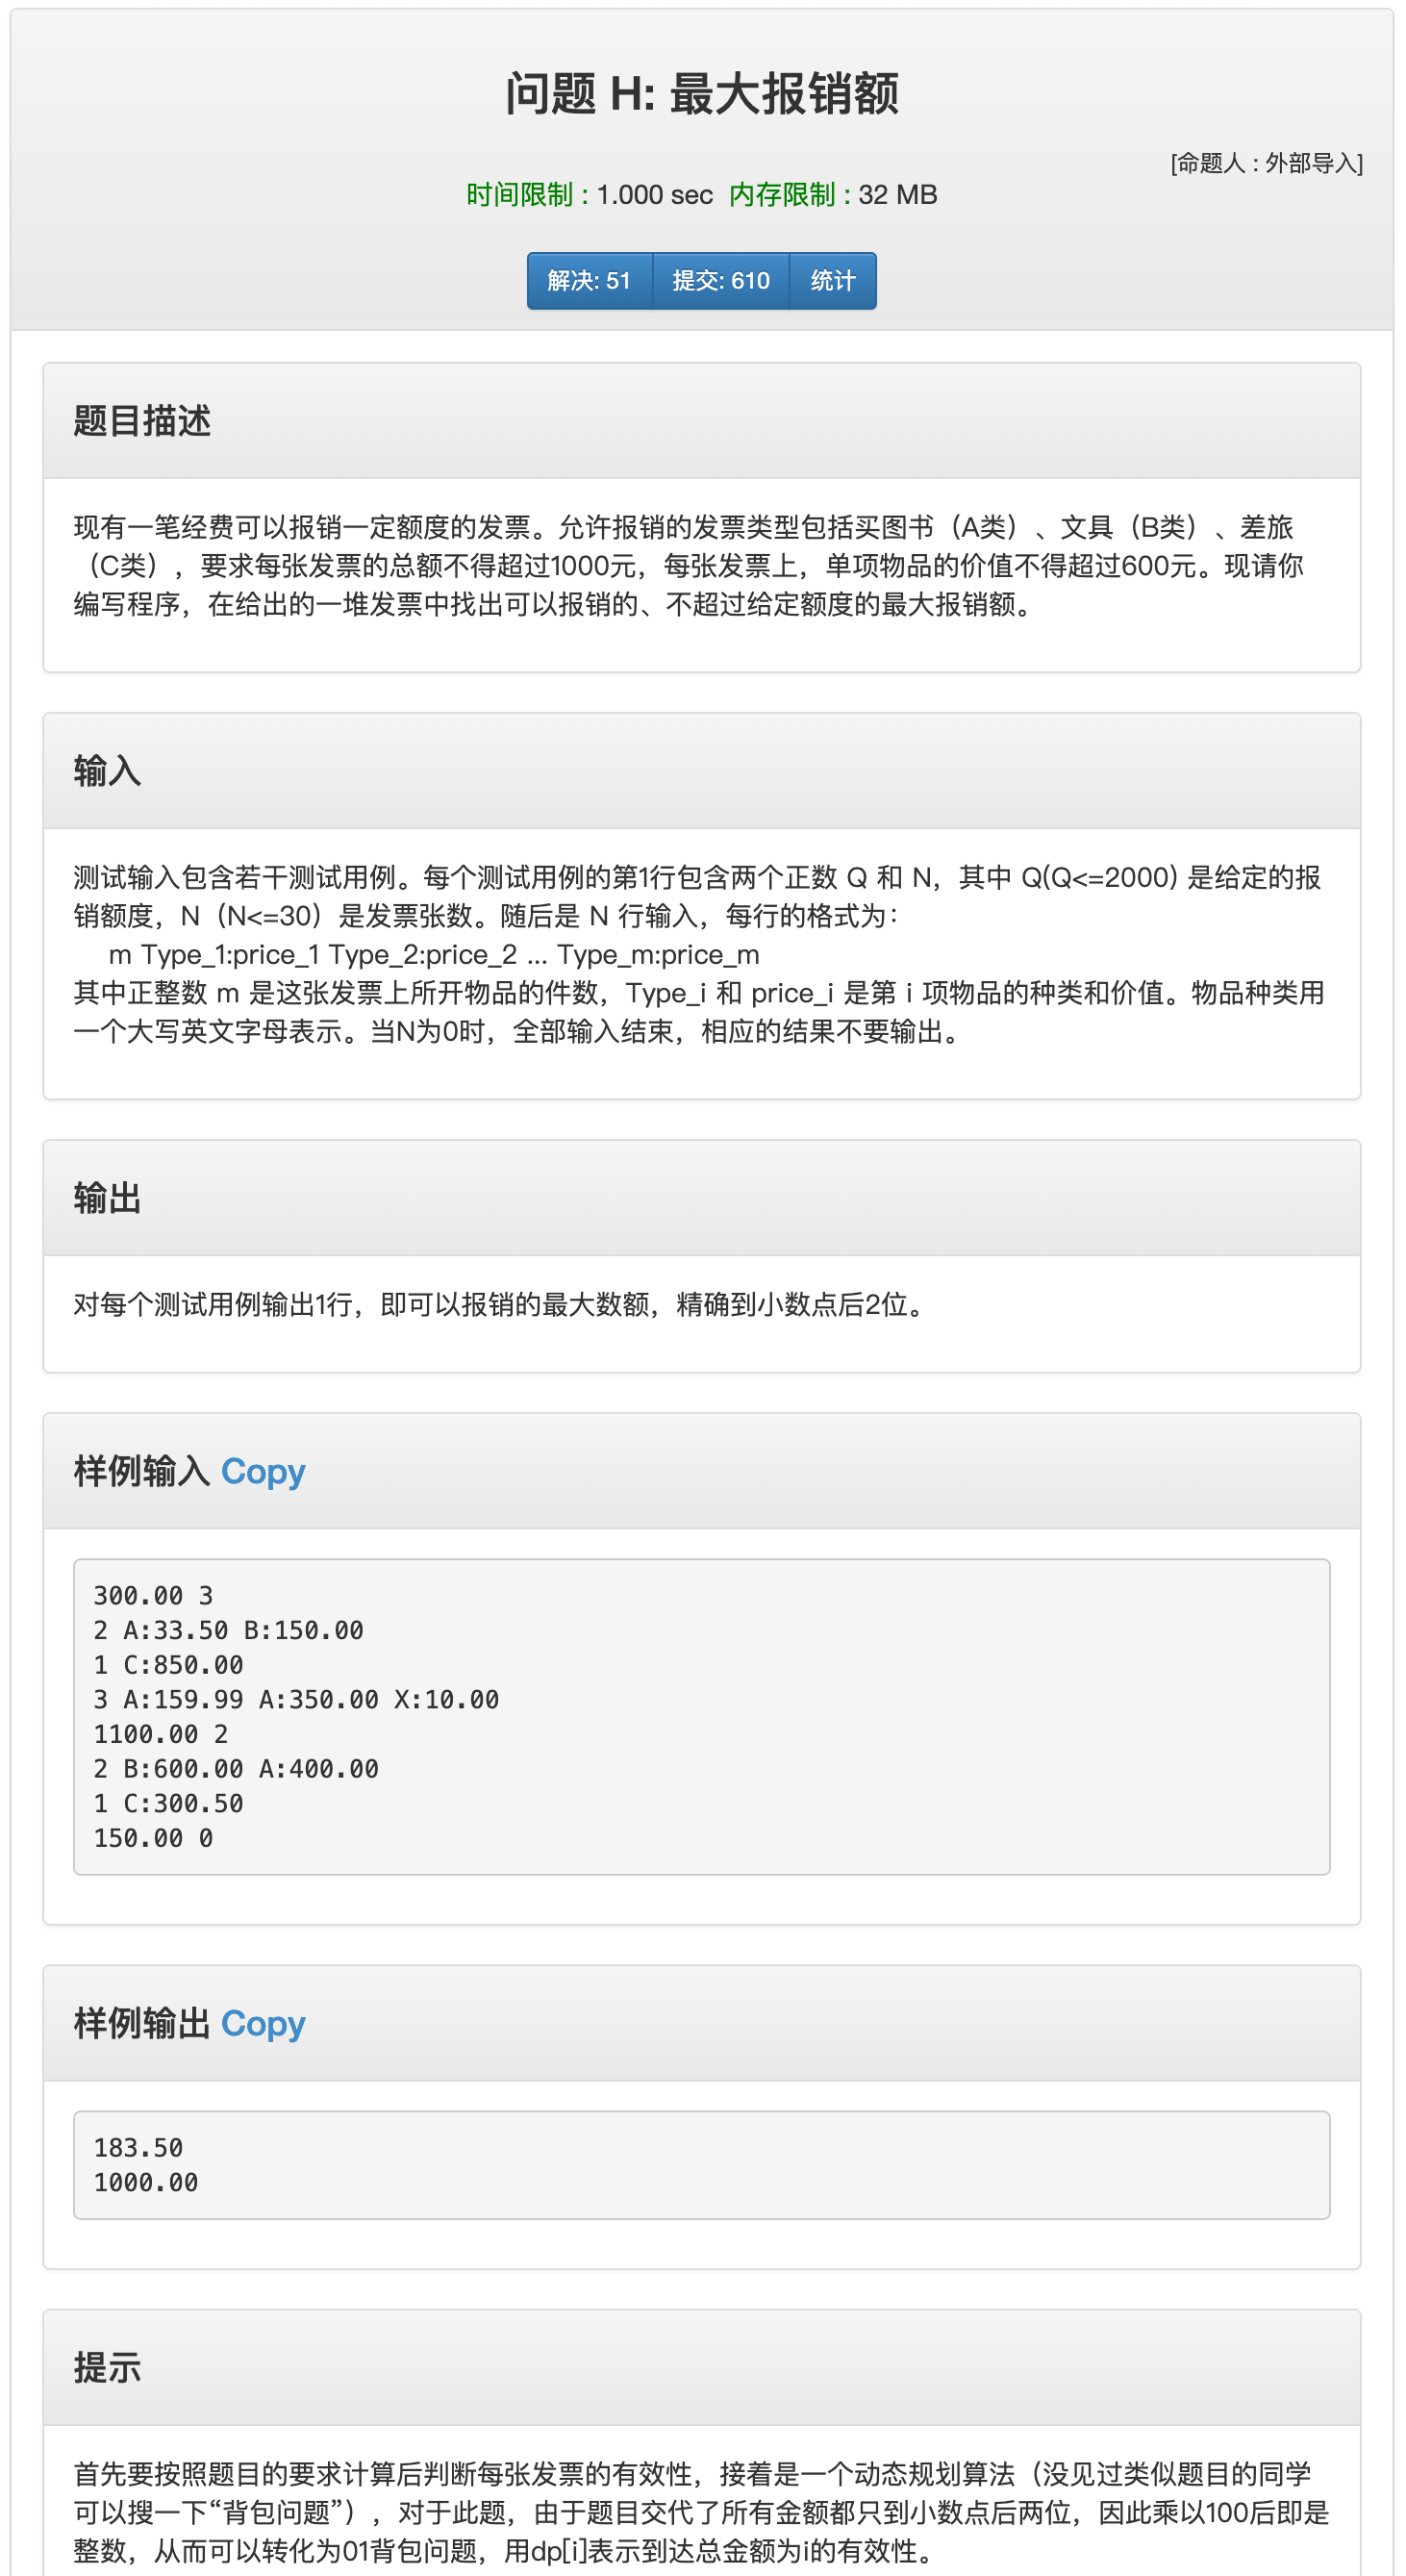 问题 H: 最大报销额
[命题人 : 外部导入]
时间限制 : 1.000 sec 内存限制 : 32 MB
解决: 51 提交: 610 统计
题目描述
现有一笔经费可以报销一定额度的发票。允许报销的发票类型包括买图书（A类）、文具（B类）、差旅
（C类），要求每张发票的总额不得超过1000元，每张发票上，单项物品的价值不得超过600元。现请你
编写程序，在给出的一堆发票中找出可以报销的、不超过给定额度的最大报销额。
输入
测试输入包含若干测试用例。每个测试用例的第1行包含两个正数 Q 和 N，其中 Q(Q<=2000) 是给定的报
销额度，N（N<=30）是发票张数。随后是 N 行输入，每行的格式为：
m Type_1:price_1 Type_2:price_2 ... Type_m:price_m
其中正整数 m 是这张发票上所开物品的件数，Type_i 和 price_i 是第 i 项物品的种类和价值。物品种类用
一个大写英文字母表示。当N为0时，全部输入结束，相应的结果不要输出。
输出
对每个测试用例输出1行，即可以报销的最大数额，精确到小数点后2位。
样例输入 Copy
300.00 3
2 A:33.50 B:150.00
1 C:850.00
3 A:159.99 A:350.00 X:10.00
1100.00 2
2 B:600.00 A:400.00
1 C:300.50
150.00 0
样例输出 Copy
183.50
1000.00
提示
首先要按照题目的要求计算后判断每张发票的有效性，接着是一个动态规划算法（没见过类似题目的同学
可以搜一下“背包问题”），对于此题，由于题目交代了所有金额都只到小数点后两位，因此乘以100后即是
整数，从而可以转化为01背包问题，用dp[i]表示到达总金额为i的有效性。